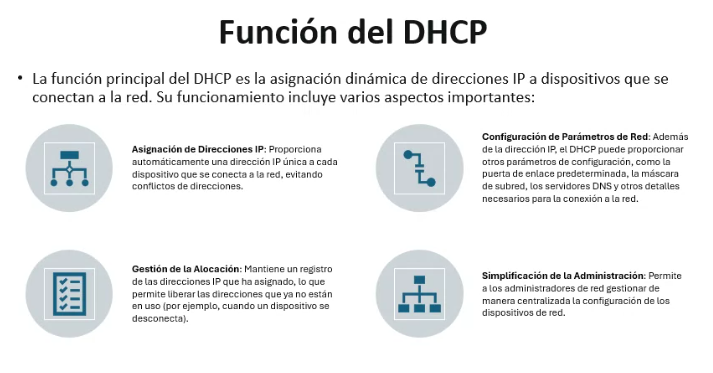 Función del DHCP
• La función principal del DHCP es la asignación dinámica de direcciones IP a dispositivos que se
conectan a la red. Su funcionamiento incluye varios aspectos importantes:
Asignación de Direcciones IP: Proporciona
automáticamente una dirección IP única a cada
dispositivo que se conecta a la red, evitando
conflictos de direcciones.
Configuración de Parámetros de Red: Además
de la dirección IP, el DHCP puede proporcionar
otros parámetros de configuración, como la
puerta de enlace predeterminada, la máscara
de subred, los servidores DNS y otros detalles
necesarios para la conexión a la red.
Gestión de la Alocación: Mantiene un registro
de las direcciones IP que ha asignado, lo que
permite liberar las direcciones que ya no están
en uso (por ejemplo, cuando un dispositivo se
desconecta).
Simplificación de la Administración: Permite
a los administradores de red gestionar de
manera centralizada la configuración de los
dispositivos de red.